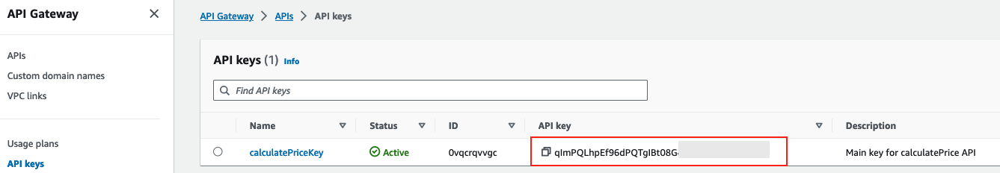 API Gateway
API Gateway > APIs > API keys
APIs
Custom domain names
VPC links
Usage plans
API keys
API keys (1) Info
Find API keys
Name Status ID API key Description
calculatePriceKey Active 0vqcrqvvgc Main key for calculatePrice API